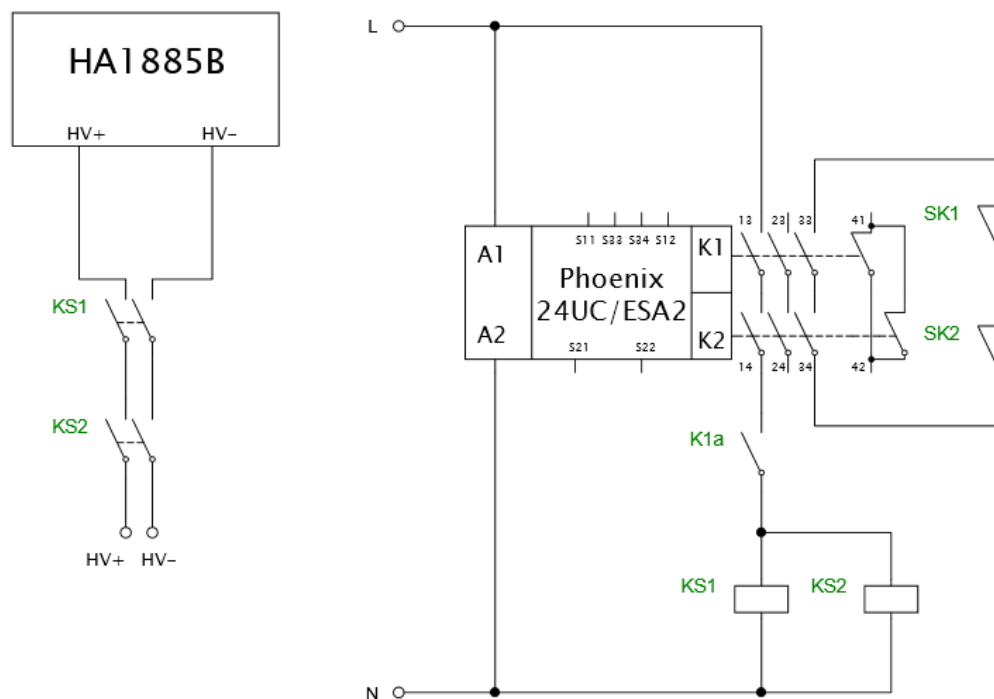 HA1885B
HV+ HV-
KS1
KS2
HV+ HV-
L
A1
A2
S11 S33 S34 S12
Phoenix
24UC/ESA2
S21 S22
K1
K2
13 23 33 41
14 24 34 42
SK1
SK2
K1a
KS1 KS2
N